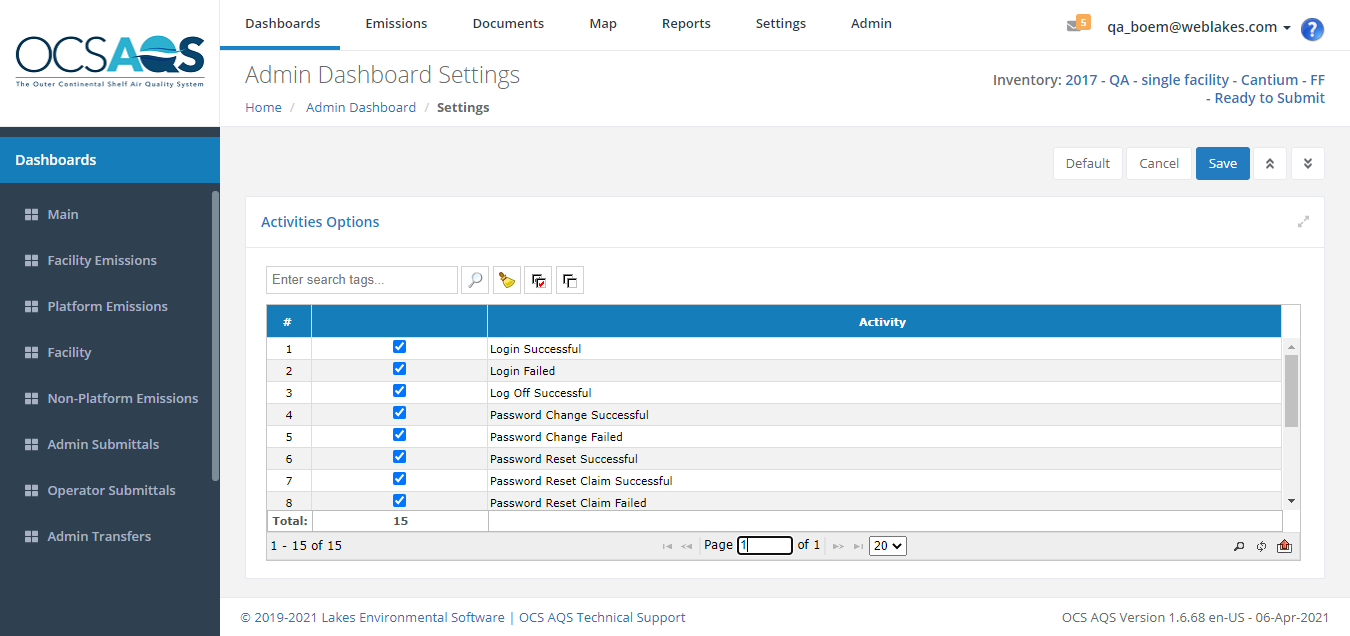 OCSAQS
The Outer Continental Shelf Air Quality System
Dashboards Emissions Documents Map Reports Settings Admin
5 qa_boem@weblakes.com ?
Admin Dashboard Settings
Home / Admin Dashboard / Settings
Inventory: 2017 - QA - single facility - Cantium - FF
- Ready to Submit
Dashboards
Main
Facility Emissions
Platform Emissions
Facility
Non-Platform Emissions
Admin Submittals
Operator Submittals
Admin Transfers
Default Cancel Save
Activities Options
Enter search tags...
# Activity
1 Login Successful
2 Login Failed
3 Log Off Successful
4 Password Change Successful
5 Password Change Failed
6 Password Reset Successful
7 Password Reset Claim Successful
8 Password Reset Claim Failed
Total: 15
1 - 15 of 15 Page 1 of 1 20
© 2019-2021 Lakes Environmental Software | OCS AQS Technical Support
OCS AQS Version 1.6.68 en-US - 06-Apr-2021